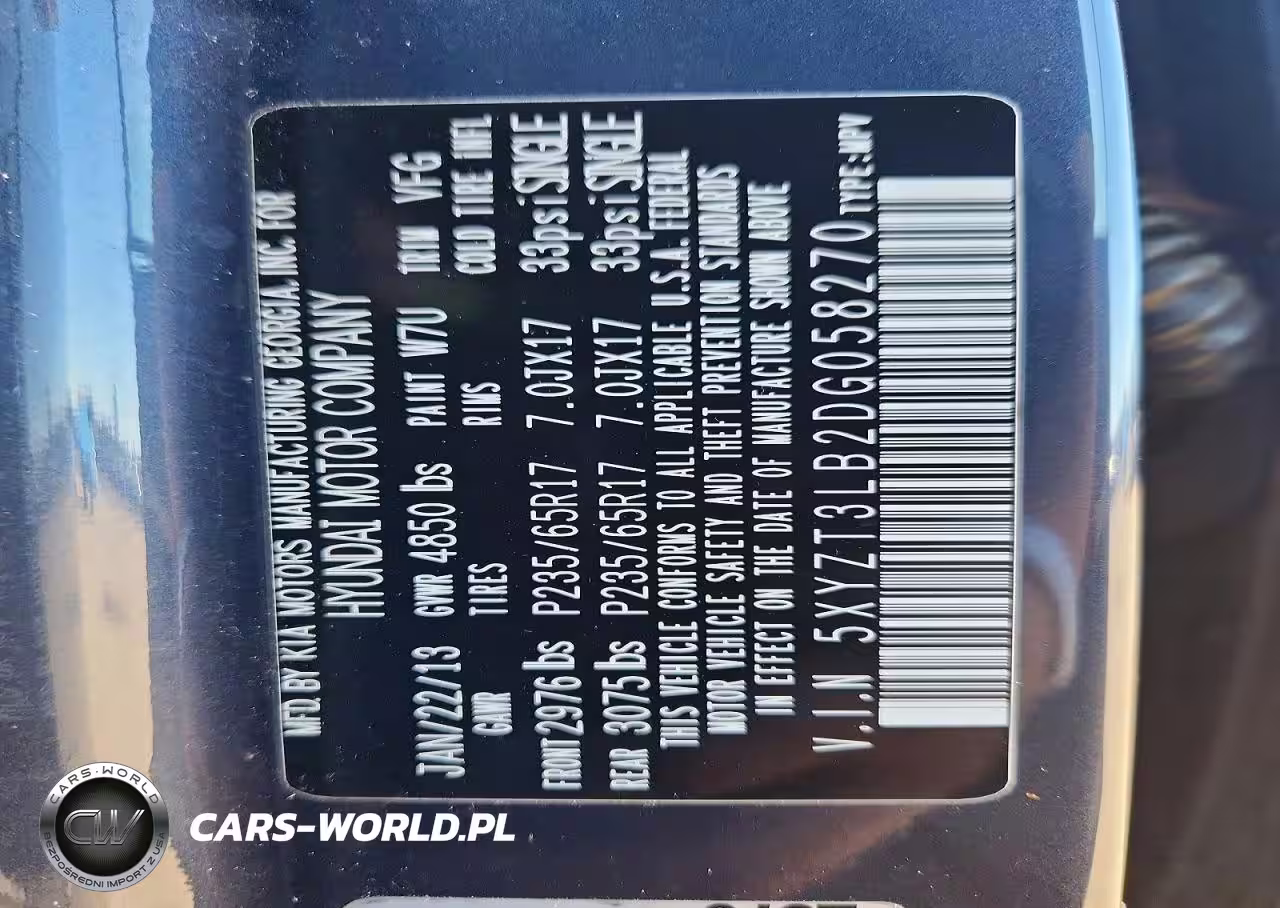 MFD. BY KIA MOTORS MANUFACTURING GEORGIA, INC. FOR
HYUNDAI MOTOR COMPANY
JAN/22/13 GVWR 4850 lbs PAINT W7U TRIM VFG
GAWR TIRES RIMS COLD TIRE INFL
FRONT 2976 lbs P235/65R17 7.0JX17 33psi SINGLE
REAR 3075 lbs P235/65R17 7.0JX17 33psi SINGLE
THIS VEHICLE CONFORMS TO ALL APPLICABLE U.S.A. FEDERAL
MOTOR VEHICLE SAFETY AND THEFT PREVENTION STANDARDS
IN EFFECT ON THE DATE OF MANUFACTURE SHOWN ABOVE
V.I.N 5XYZT3LB2DG058270 TYPE:MPV
CARS-WORLD
CW
BEZPOŚREDNI IMPORT Z USA
CARS-WORLD.PL